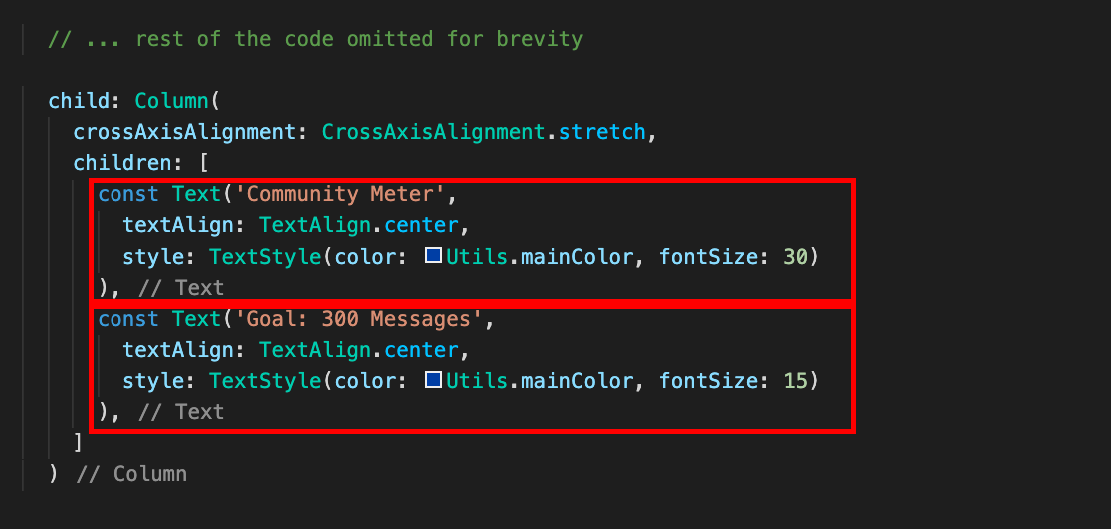 // ... rest of the code omitted for brevity
child: Column(
crossAxisAlignment: CrossAxisAlignment.stretch,
children: [
const Text('Community Meter',
textAlign: TextAlign.center,
style: TextStyle(color: Utils.mainColor, fontSize: 30)
), // Text
const Text('Goal: 300 Messages',
textAlign: TextAlign.center,
style: TextStyle(color: Utils.mainColor, fontSize: 15)
), // Text
]
) // Column